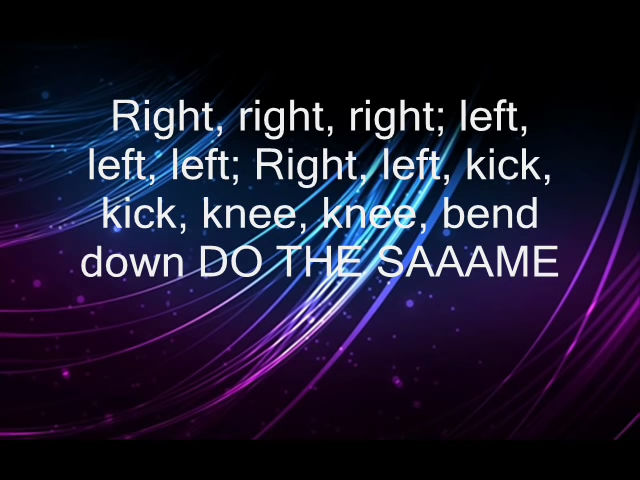 Right, right, right; left,
left, left; Right, left, kick,
kick, knee, knee, bend
down DO THE SAAAME